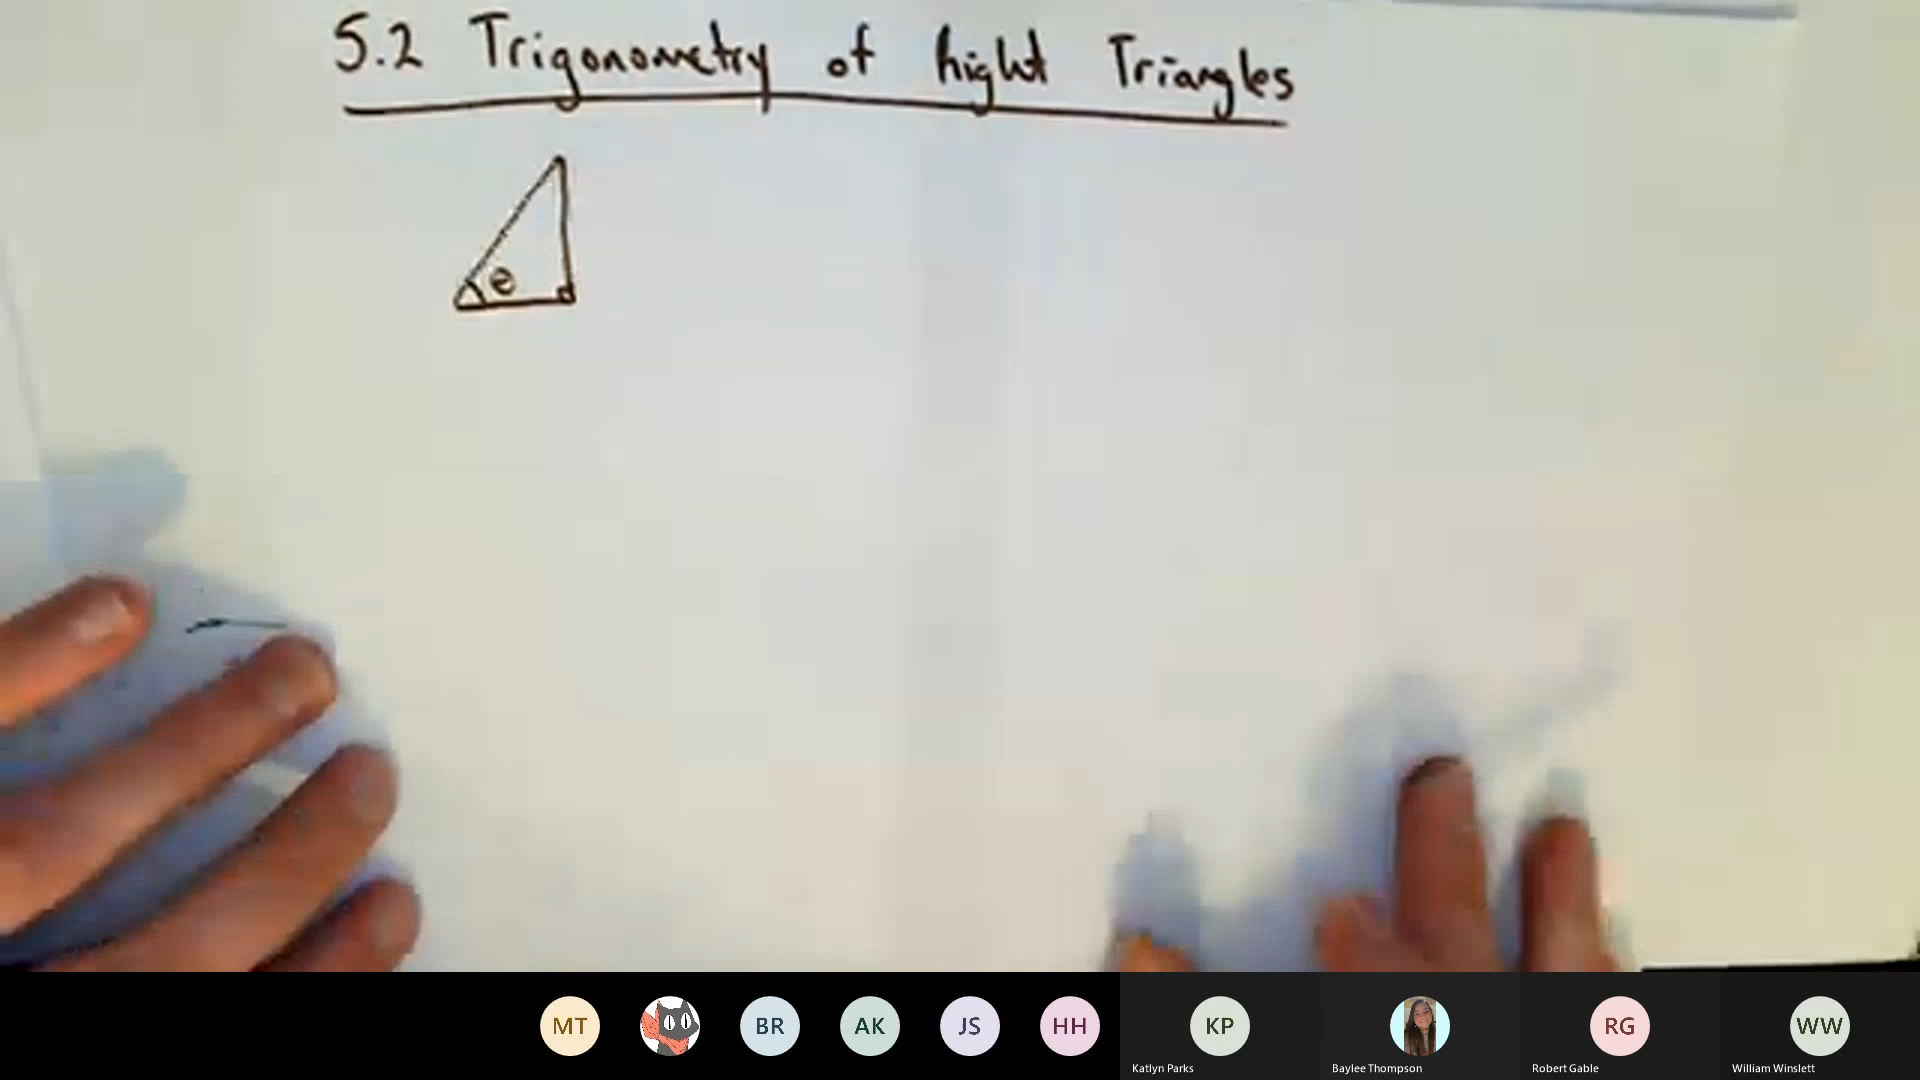 5.2 Trigonometry of Right Triangles
θ
MT BR AK JS HH KP RG WW
Katlyn Parks Baylee Thompson Robert Gable William Winslett